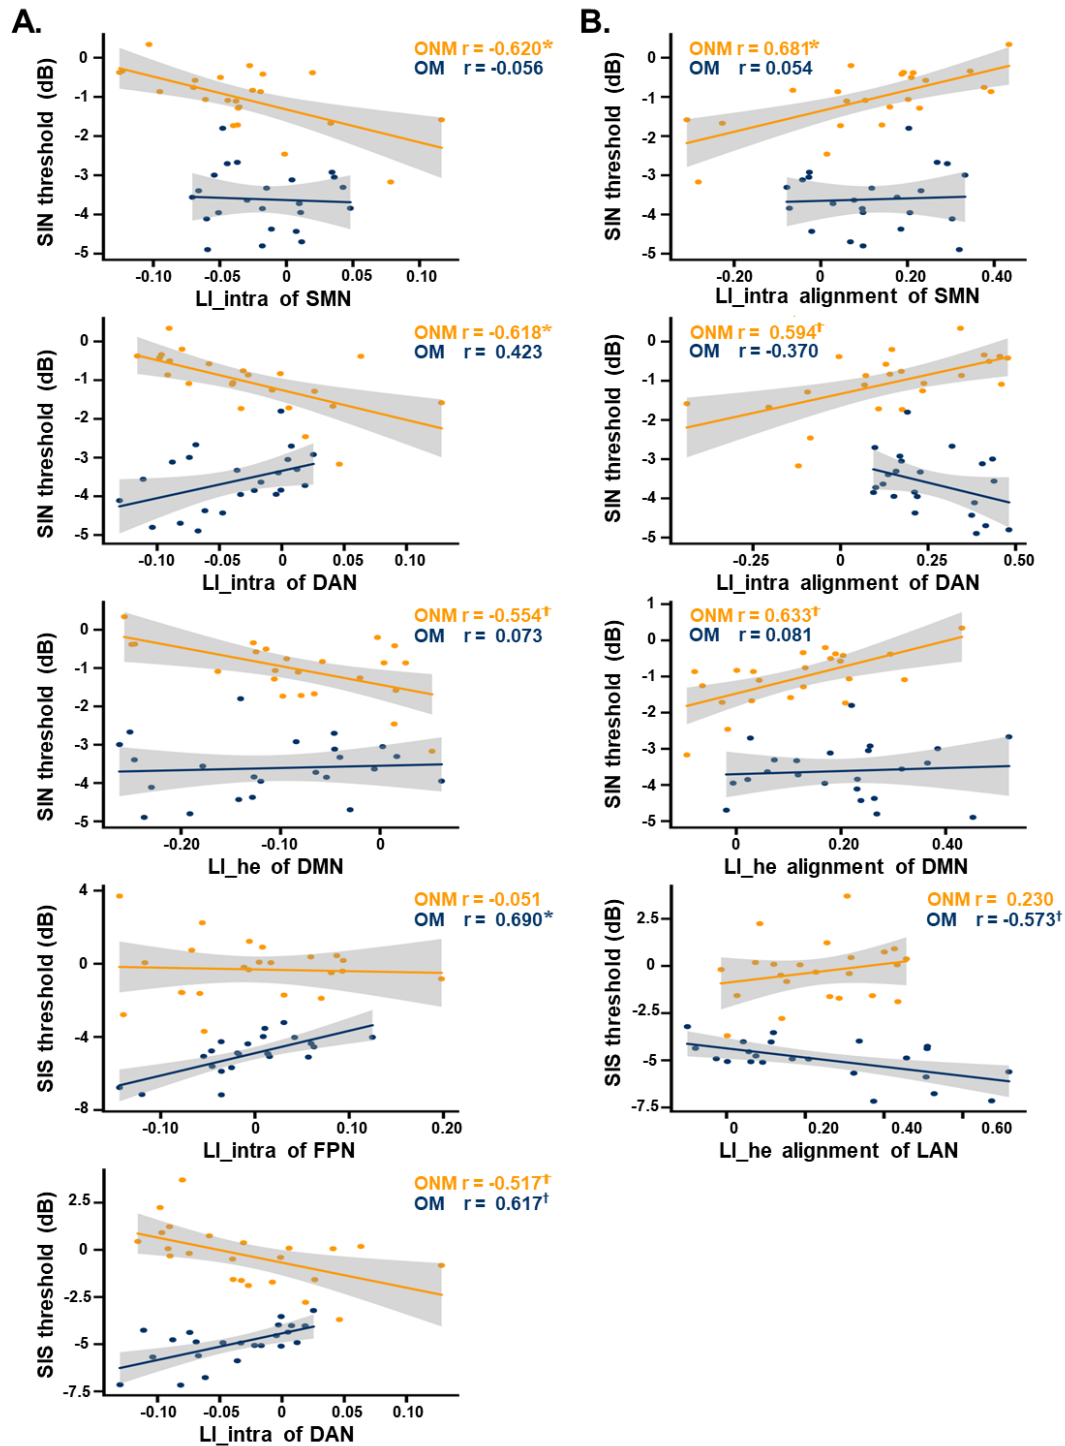 A.
B.
ONM r = -0.620*
OM r = -0.056
SIN threshold (dB)
0
-1
-2
-3
-4
-5
-0.10 -0.05 0 0.05 0.10
LI_intra of SMN
ONM r = 0.681*
OM r = 0.054
SIN threshold (dB)
0
-1
-2
-3
-4
-5
-0.20 0 0.20 0.40
LI_intra alignment of SMN
ONM r = -0.618*
OM r = 0.423
SIN threshold (dB)
0
-1
-2
-3
-4
-5
-0.10 -0.05 0 0.05 0.10
LI_intra of DAN
ONM r = 0.594†
OM r = -0.370
SIN threshold (dB)
0
-1
-2
-3
-4
-5
-0.25 0 0.25 0.50
LI_intra alignment of DAN
ONM r = -0.554†
OM r = 0.073
SIN threshold (dB)
0
-1
-2
-3
-4
-5
-0.20 -0.10 0
LI_he of DMN
ONM r = 0.633†
OM r = 0.081
SIN threshold (dB)
1
0
-1
-2
-3
-4
-5
0 0.20 0.40
LI_he alignment of DMN
ONM r = -0.051
OM r = 0.690*
SIS threshold (dB)
4
0
-4
-8
-0.10 0 0.10 0.20
LI_intra of FPN
ONM r = 0.230
OM r = -0.573†
SIS threshold (dB)
2.5
0
-2.5
-5
-7.5
0 0.20 0.40 0.60
LI_he alignment of LAN
ONM r = -0.517†
OM r = 0.617†
SIS threshold (dB)
2.5
0
-2.5
-5
-7.5
-0.10 -0.05 0 0.05 0.10
LI_intra of DAN